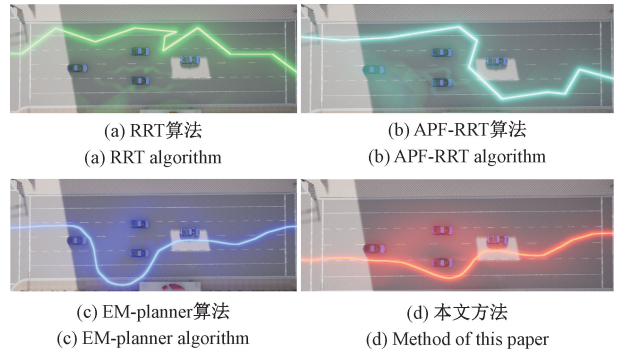 (a) RRT算法
(a) RRT algorithm
(b) APF-RRT算法
(b) APF-RRT algorithm
(c) EM-planner算法
(c) EM-planner algorithm
(d) 本文方法
(d) Method of this paper